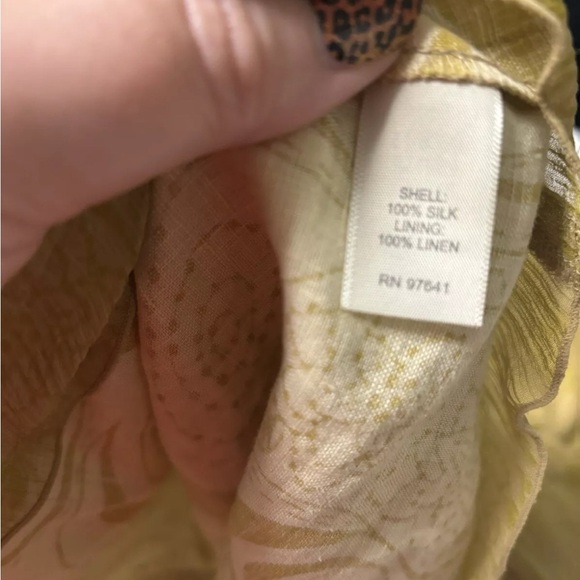 SHELL:
100% SILK
LINING:
100% LINEN
RN 97641